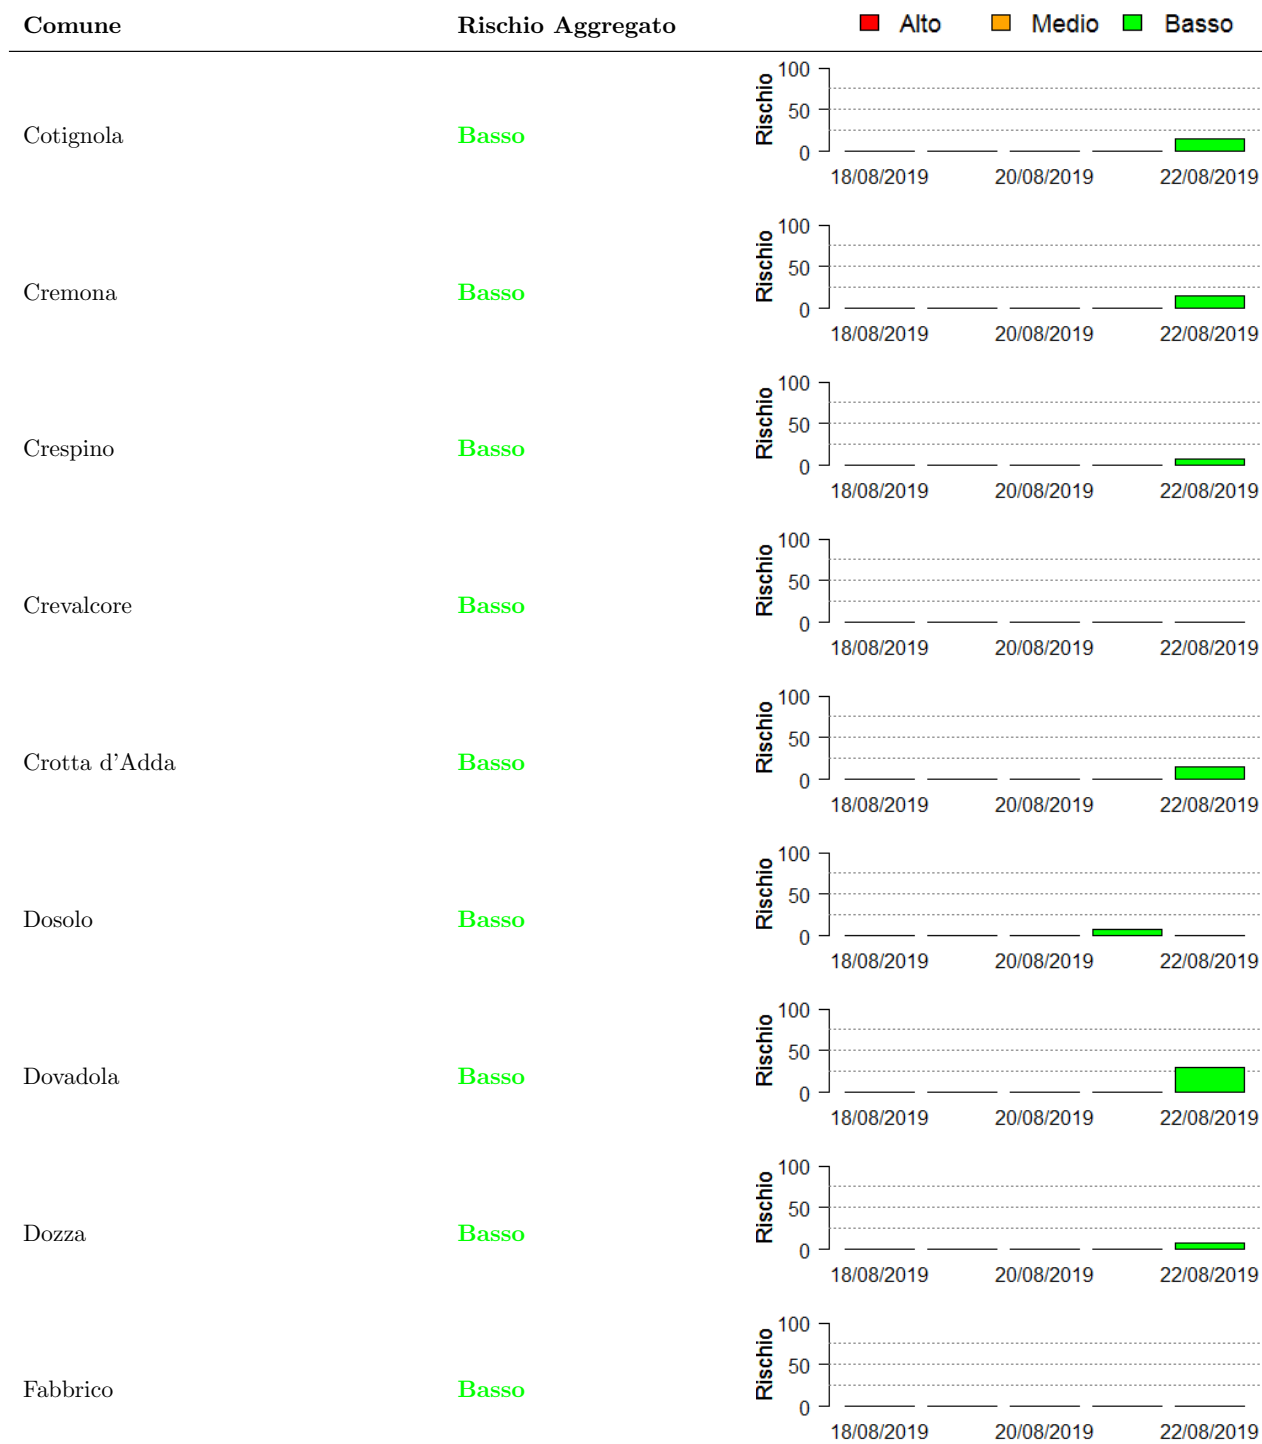 Comune Rischio Aggregato Alto Medio Basso
Cotignola Basso
Rischio
100
50
0
18/08/2019 20/08/2019 22/08/2019
Cremona Basso
Rischio
100
50
0
18/08/2019 20/08/2019 22/08/2019
Crespino Basso
Rischio
100
50
0
18/08/2019 20/08/2019 22/08/2019
Crevalcore Basso
Rischio
100
50
0
18/08/2019 20/08/2019 22/08/2019
Crotta d'Adda Basso
Rischio
100
50
0
18/08/2019 20/08/2019 22/08/2019
Dosolo Basso
Rischio
100
50
0
18/08/2019 20/08/2019 22/08/2019
Dovadola Basso
Rischio
100
50
0
18/08/2019 20/08/2019 22/08/2019
Dozza Basso
Rischio
100
50
0
18/08/2019 20/08/2019 22/08/2019
Fabbrico Basso
Rischio
100
50
0
18/08/2019 20/08/2019 22/08/2019